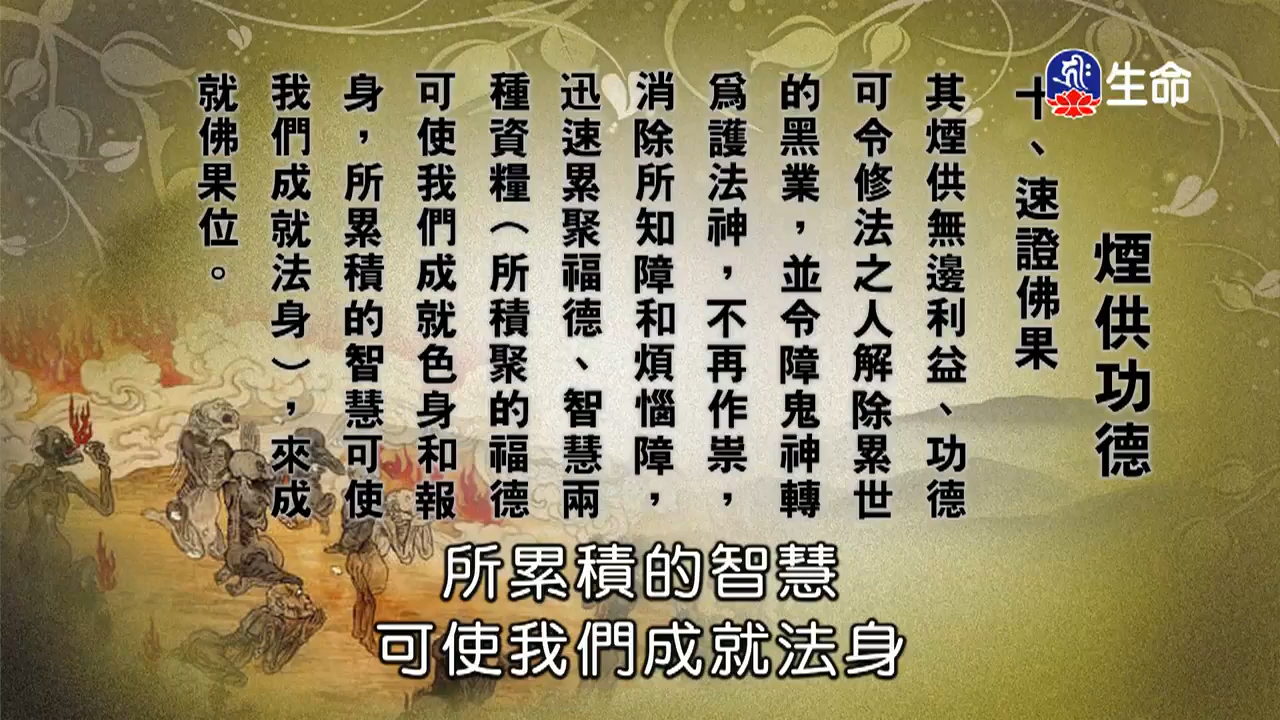 生命
煙供功德
十、速證佛果
其煙供無邊利益、功德
可令修法之人解除累世
的黑業，並令障鬼神轉
為護法神，不再作祟，
消除所知障和煩惱障，
迅速累聚福德、智慧兩
種資糧（所積聚的福德
可使我們成就色身和報
身，所累積的智慧可使
我們成就法身），來成
就佛果位。
所累積的智慧
可使我們成就法身